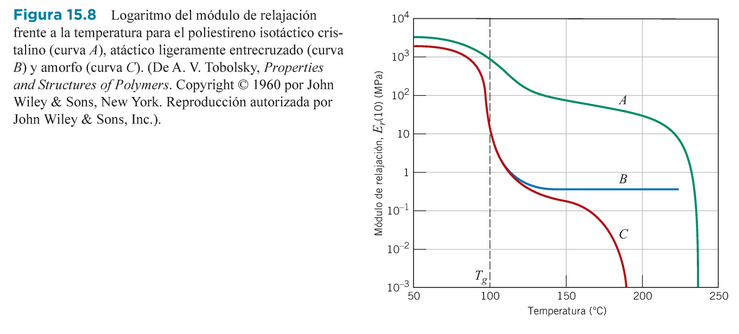 Figura 15.8 Logaritmo del módulo de relajación
frente a la temperatura para el poliestireno isotáctico cris-
talino (curva A), atáctico ligeramente entrecruzado (curva
B) y amorfo (curva C). (De A. V. Tobolsky, Properties
and Structures of Polymers. Copyright © 1960 por John
Wiley & Sons, New York. Reproducción autorizada por
John Wiley & Sons, Inc.).
Módulo de relajación, Er(10) (MPa)
10⁴
10³
10²
10
1
10⁻¹
10⁻²
10⁻³
A
B
C
Tg
50 100 150 200 250
Temperatura (°C)